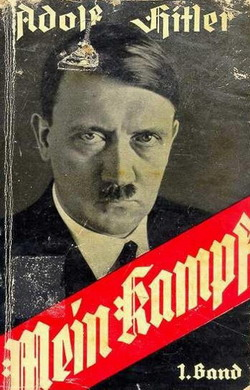 Adolf Hitler
Mein Kampf
1. Band